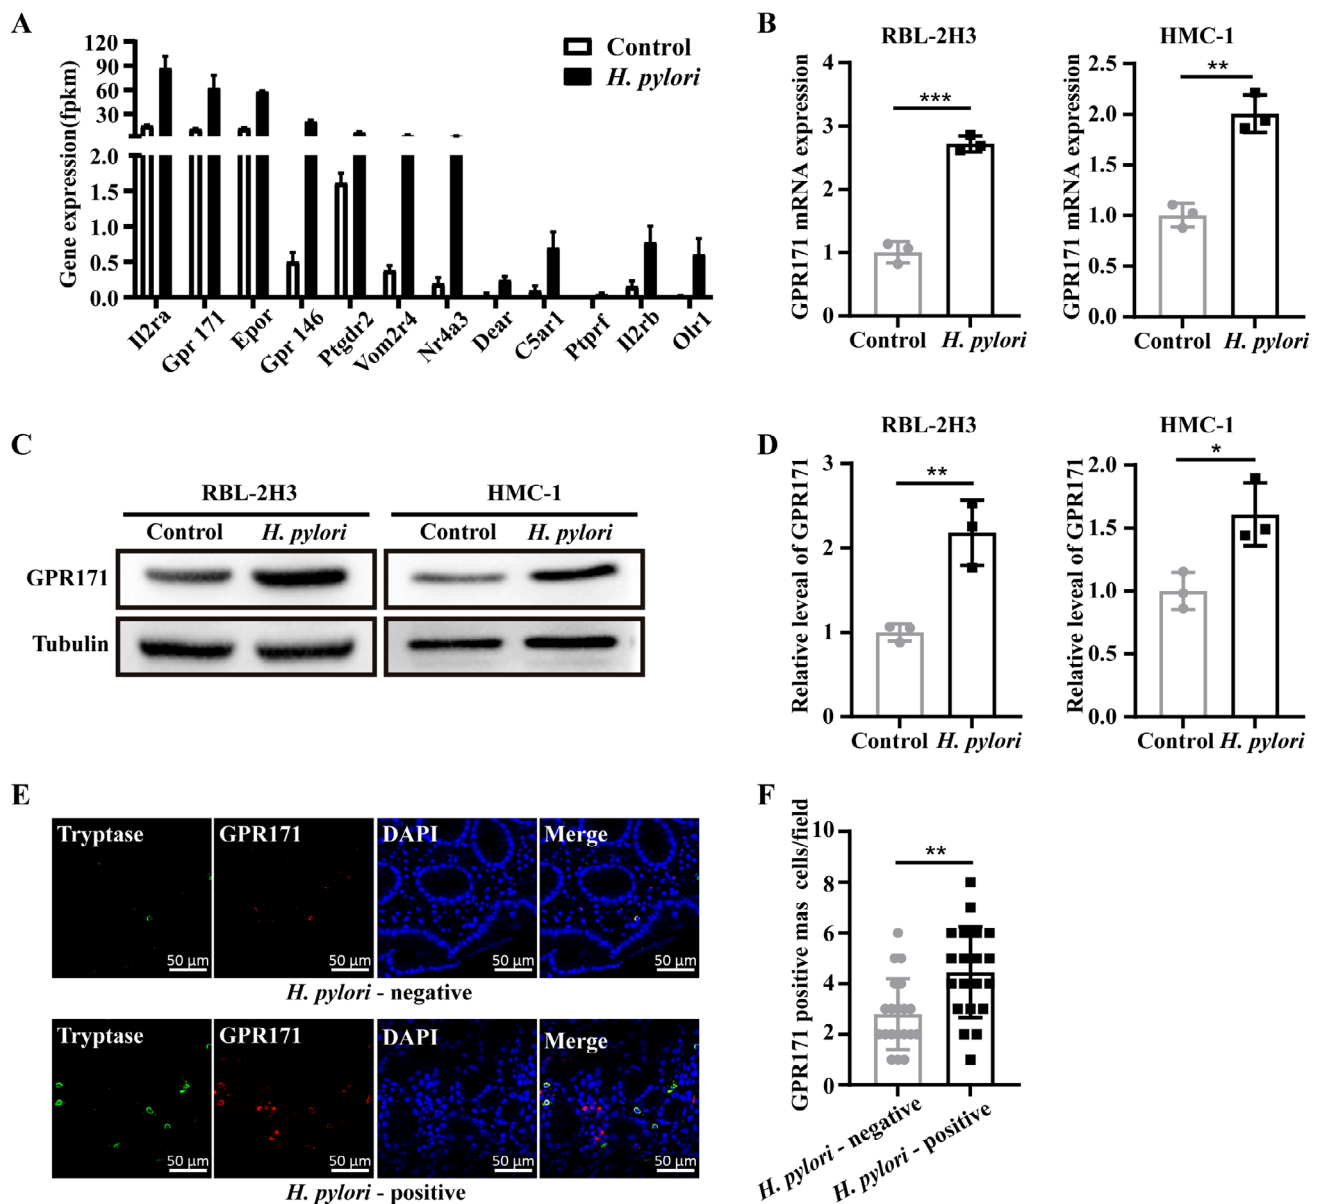 A
Gene expression(fpkm)
120
90
60
30
2.0
1.5
1.0
0.5
0.0
Control
H. pylori
Il2ra
Gpr 171
Epor
Gpr 146
Ptgdr2
Vom2r4
Nr4a3
Dear
C5ar1
Ptprf
Il2rb
Olr1
B
RBL-2H3
GPR171 mRNA expression
4
3
2
1
0
***
Control H. pylori
HMC-1
GPR171 mRNA expression
2.5
2.0
1.5
1.0
0.5
0.0
**
Control H. pylori
C
RBL-2H3 HMC-1
Control H. pylori Control H. pylori
GPR171
Tubulin
D
RBL-2H3
Relative leveal of GPR171
3
2
1
0
**
Control H. pylori
HMC-1
Relative leveal of GPR171
2.0
1.5
1.0
0.5
0.0
*
Control H. pylori
E
Tryptase GPR171 DAPI Merge
50 µm 50 µm 50 µm 50 µm
H. pylori - negative
Tryptase GPR171 DAPI Merge
50 µm 50 µm 50 µm 50 µm
H. pylori - positive
F
GPR171 positive mas cells/field
10
8
6
4
2
0
**
H. pylori - negative
H. pylori - positive